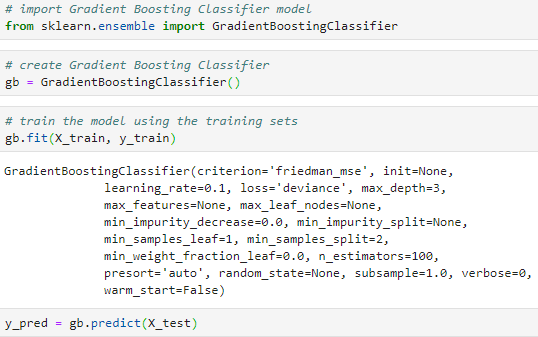 # import Gradient Boosting Classifier model
from sklearn.ensemble import GradientBoostingClassifier
# create Gradient Boosting Classifier
gb = GradientBoostingClassifier()
# train the model using the training sets
gb.fit(X_train, y_train)
GradientBoostingClassifier(criterion='friedman_mse', init=None,
learning_rate=0.1, loss='deviance', max_depth=3,
max_features=None, max_leaf_nodes=None,
min_impurity_decrease=0.0, min_impurity_split=None,
min_samples_leaf=1, min_samples_split=2,
min_weight_fraction_leaf=0.0, n_estimators=100,
presort='auto', random_state=None, subsample=1.0, verbose=0,
warm_start=False)
y_pred = gb.predict(X_test)